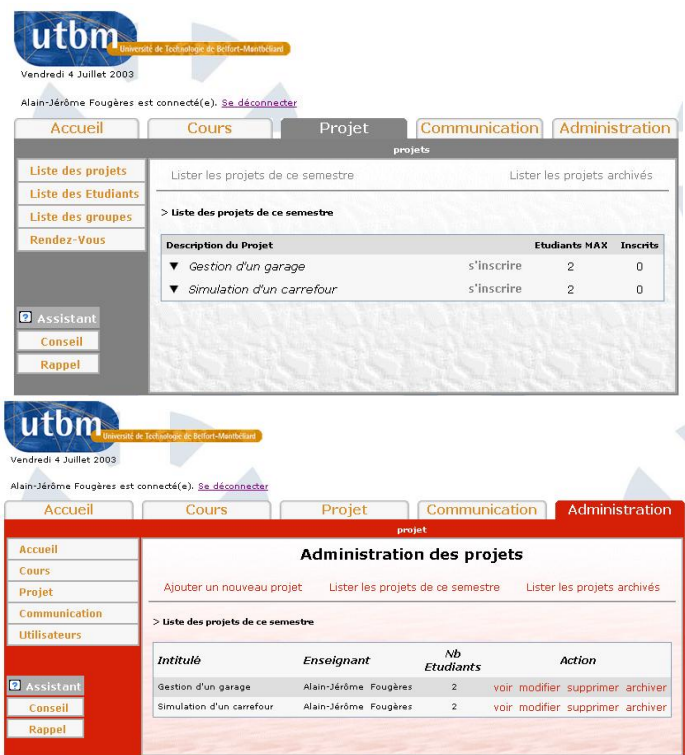 utbm
Université de Technologie de Belfort-Montbéliard
Vendredi 4 Juillet 2003
Alain-Jérôme Fougères est connecté(e). Se déconnecter
Accueil Cours Projet Communication Administration
projets
Liste des projets
Liste des Etudiants
Liste des groupes
Rendez-Vous
? Assistant
Conseil
Rappel
Lister les projets de ce semestre Lister les projets archivés
> Liste des projets de ce semestre
Description du Projet Etudiants MAX Inscrits
▼ Gestion d'un garage s'inscrire 2 0
▼ Simulation d'un carrefour s'inscrire 2 0
utbm
Université de Technologie de Belfort-Montbéliard
Vendredi 4 Juillet 2003
Alain-Jérôme Fougères est connecté(e). Se déconnecter
Accueil Cours Projet Communication Administration
projet
Accueil
Cours
Projet
Communication
Utilisateurs
? Assistant
Conseil
Rappel
Administration des projets
Ajouter un nouveau projet Lister les projets de ce semestre Lister les projets archivés
> Liste des projets de ce semestre
Intitulé Enseignant Nb Etudiants Action
Gestion d'un garage Alain-Jérôme Fougères 2 voir modifier supprimer archiver
Simulation d'un carrefour Alain-Jérôme Fougères 2 voir modifier supprimer archiver